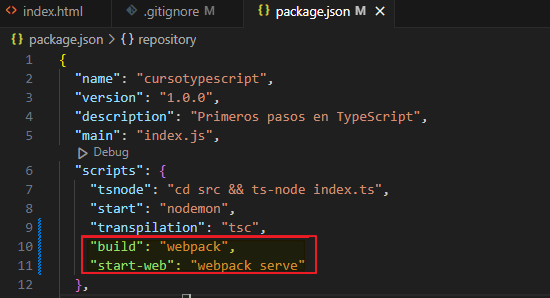 index.html .gitignore M package.json M
package.json > repository
1 {
2 "name": "cursotypescript",
3 "version": "1.0.0",
4 "description": "Primeros pasos en TypeScript",
5 "main": "index.js",
Debug
6 "scripts": {
7 "tsnode": "cd src && ts-node index.ts",
8 "start": "nodemon",
9 "transpilation": "tsc",
10 "build": "webpack",
11 "start-web": "webpack serve"
12 },